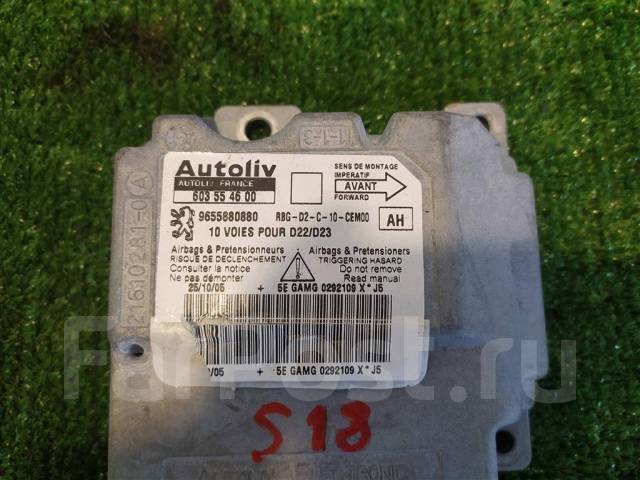 1-1-3
Autoliv
AUTOLIV FRANCE
603 55 46 00
SENS DE MONTAGE
IMPERATIF
AVANT
FORWARD
9655880880
RBG-D2-C-10-CEM00
AH
10 VOIES POUR D22/D23
Airbags & Pretensionneurs
RISQUE DE DECLENCHEMENT
Consulter la notice
Ne pas démonter
Airbags & Pretensioners
TRIGGERING HASARD
Do not remove
Read manual
25/10/05
+ 5E GAMG 0292109 X*J5
/05
+ 5E GAMG 0292109 X*J5
S18
FarPost.ru